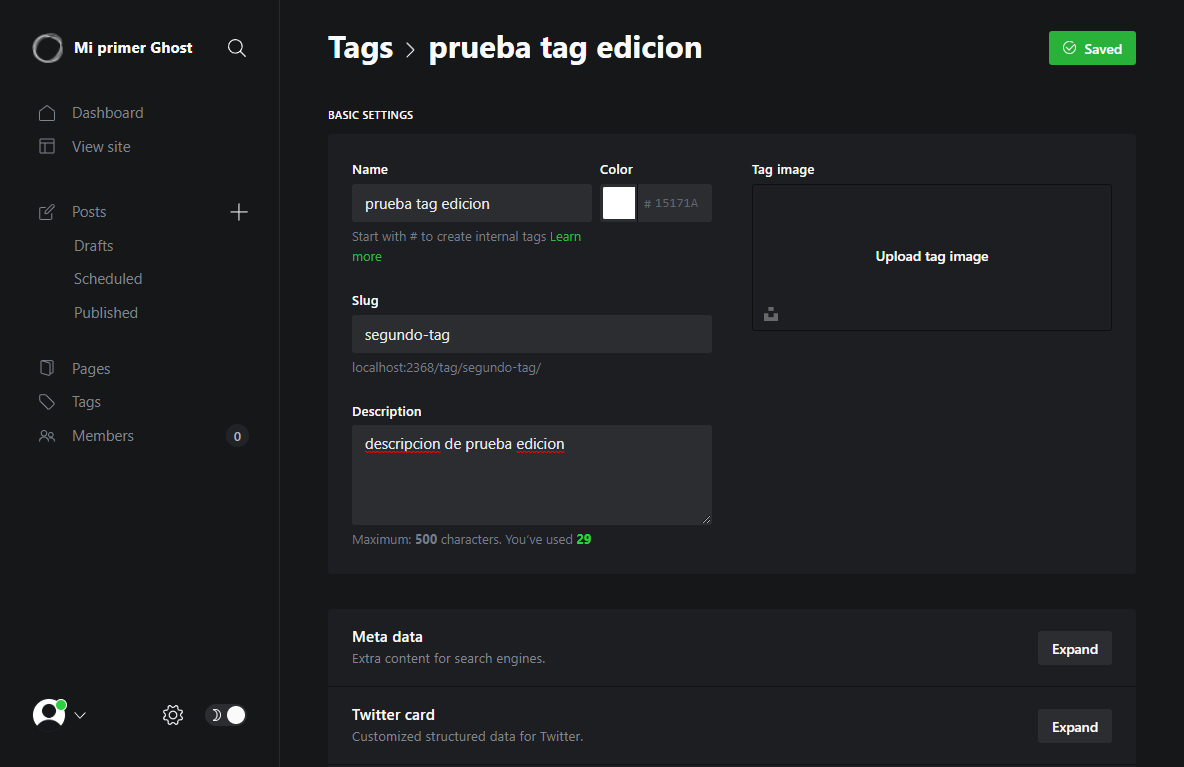 Mi primer Ghost
Dashboard
View site
Posts
Drafts
Scheduled
Published
Pages
Tags
Members
0
Tags > prueba tag edicion
Saved
BASIC SETTINGS
Name
Color
Tag image
prueba tag edicion
# 15171A
Start with # to create internal tags Learn
more
Upload tag image
Slug
segundo-tag
localhost:2368/tag/segundo-tag/
Description
descripcion de prueba edicion
Maximum: 500 characters. You've used 29
Meta data
Extra content for search engines.
Expand
Twitter card
Customized structured data for Twitter.
Expand